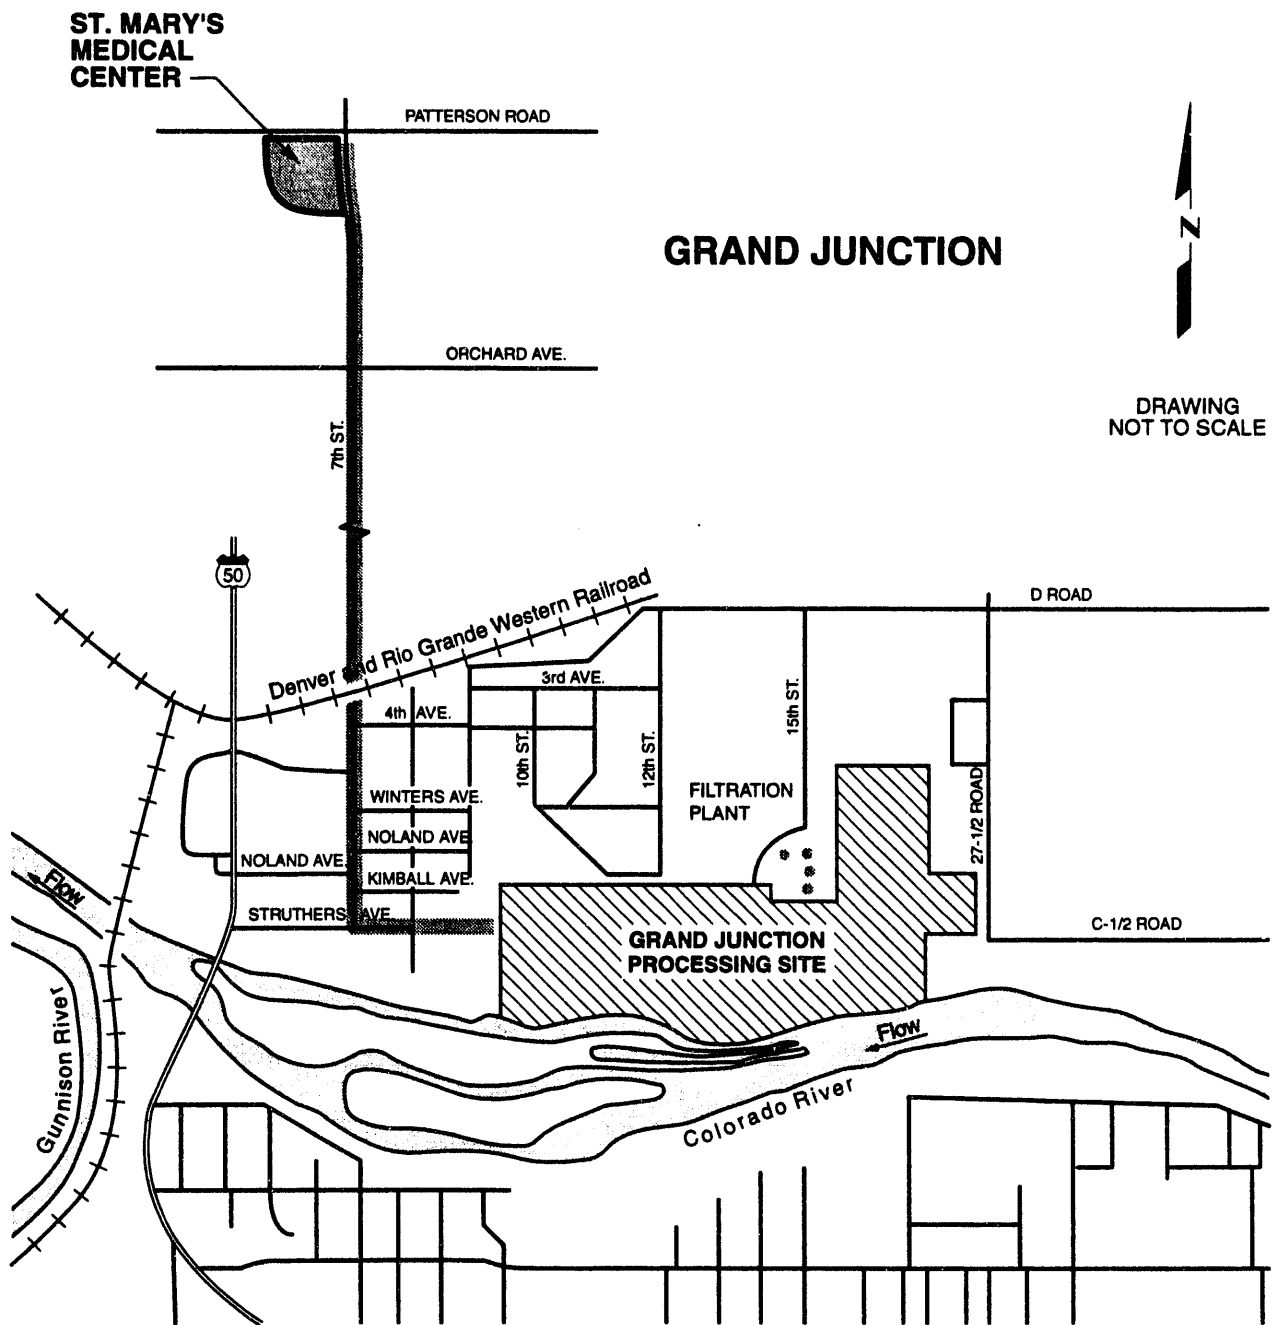 ST. MARY'S
MEDICAL
CENTER
PATTERSON ROAD
N
GRAND JUNCTION
ORCHARD AVE.
DRAWING
NOT TO SCALE
7th ST.
50
Denver and Rio Grande Western Railroad
D ROAD
3rd AVE.
4th AVE.
10th ST.
12th ST.
15th ST.
FILTRATION
PLANT
27-1/2 ROAD
WINTERS AVE.
NOLAND AVE.
NOLAND AVE.
KIMBALL AVE.
STRUTHERS AVE.
Flow
C-1/2 ROAD
GRAND JUNCTION
PROCESSING SITE
Gunnison River
Flow
Colorado River